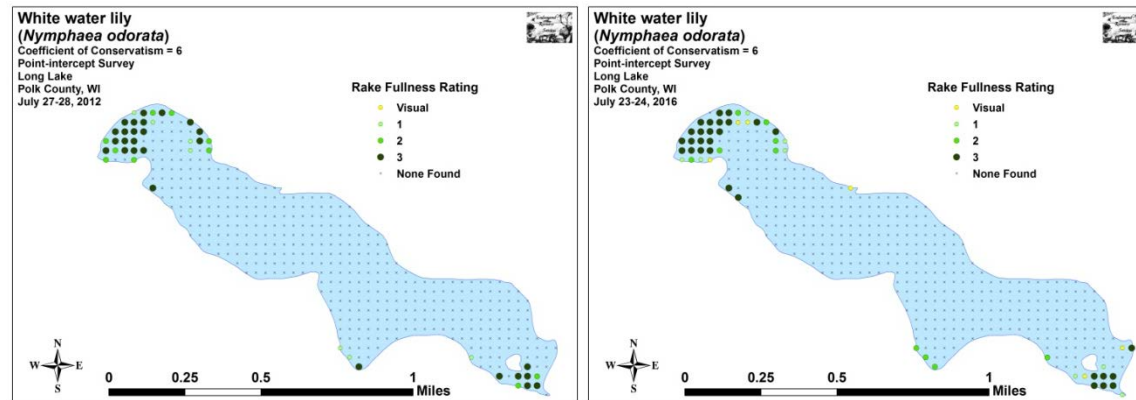 White water lily
(Nymphaea odorata)
Coefficient of Conservatism = 6
Point-intercept Survey
Long Lake
Polk County, WI
July 27-28, 2012
Rake Fullness Rating
Visual
1
2
3
None Found
N
W E
S
0 0.25 0.5 1
Miles
White water lily
(Nymphaea odorata)
Coefficient of Conservatism = 6
Point-intercept Survey
Long Lake
Polk County, WI
July 23-24, 2016
Rake Fullness Rating
Visual
1
2
3
None Found
N
W E
S
0 0.25 0.5 1
Miles